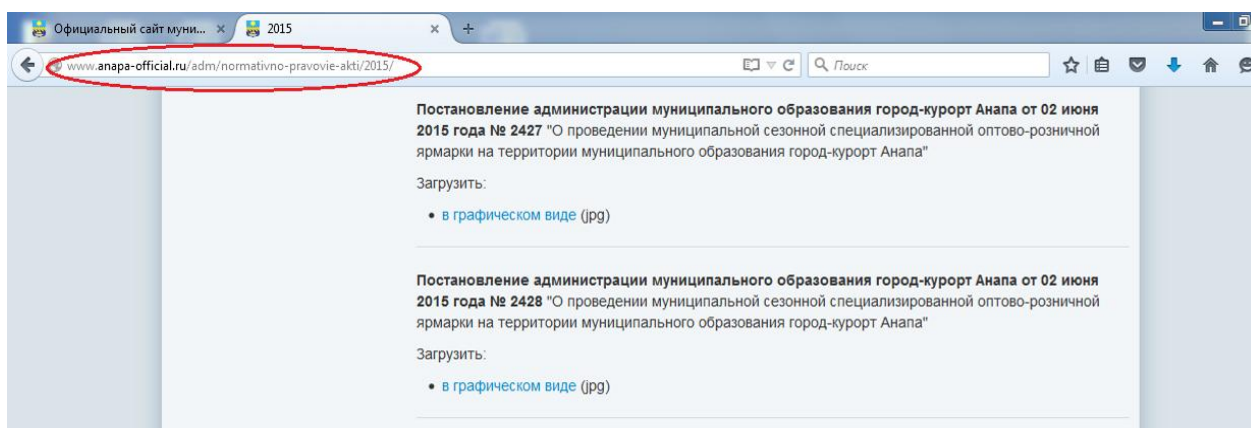 Официальный сайт муни...
2015
www.anapa-official.ru/adm/normativno-pravovie-akti/2015/
Поиск
Постановление администрации муниципального образования город-курорт Анапа от 02 июня
2015 года № 2427 "О проведении муниципальной сезонной специализированной оптово-розничной
ярмарки на территории муниципального образования город-курорт Анапа"
Загрузить:
• в графическом виде (jpg)
Постановление администрации муниципального образования город-курорт Анапа от 02 июня
2015 года № 2428 "О проведении муниципальной сезонной специализированной оптово-розничной
ярмарки на территории муниципального образования город-курорт Анапа"
Загрузить:
• в графическом виде (jpg)